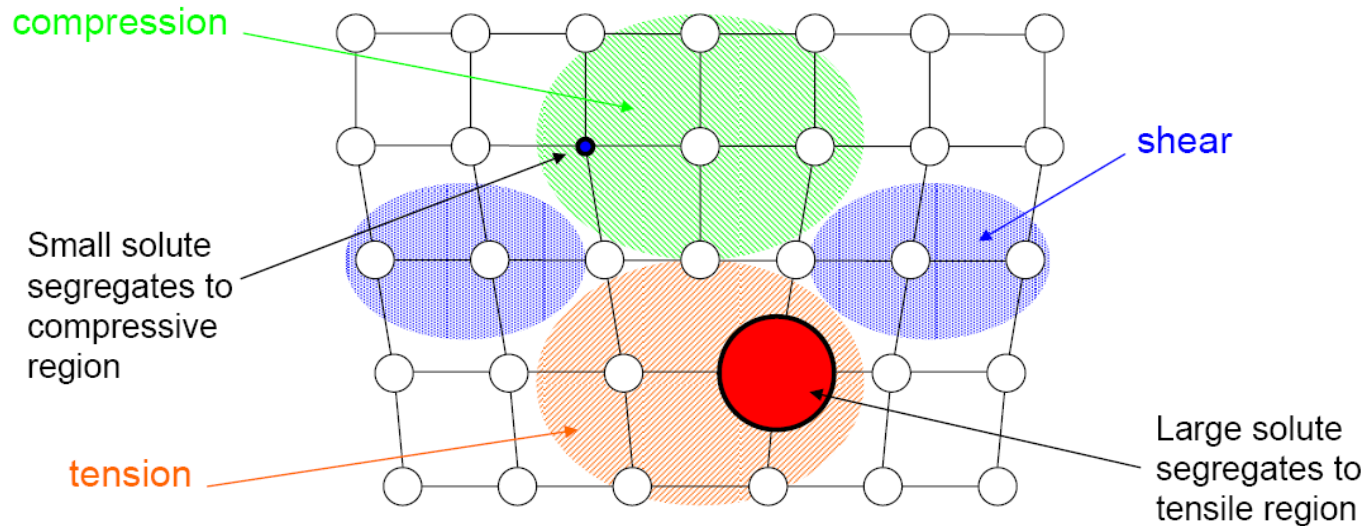 compression
shear
Small solute
segregates to
compressive
region
tension
Large solute
segregates to
tensile region